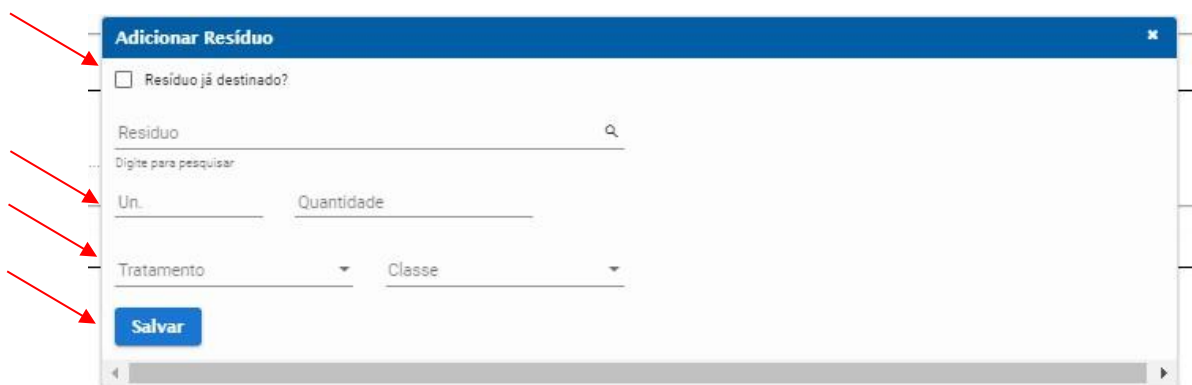 Adicionar Resíduo
Resíduo já destinado?
Residuo
Digite para pesquisar
Un. Quantidade
Tratamento Classe
Salvar